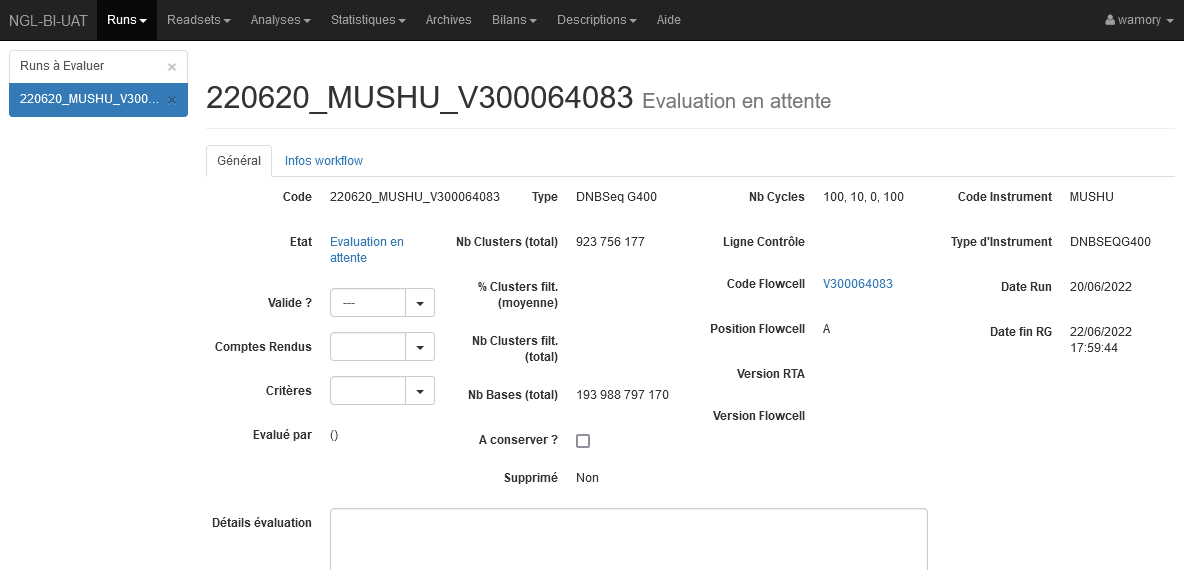 NGL-BI-UAT Runs Readsets Analyses Statistiques Archives Bilans Descriptions Aide wamory
Runs à Evaluer ×
220620_MUSHU_V300... ×
220620_MUSHU_V300064083 Evaluation en attente
Général Infos workflow
Code 220620_MUSHU_V300064083
Etat Evaluation en
attente
Valide ? ---
Comptes Rendus
Critères
Evalué par ()
Type DNBSeq G400
Nb Clusters (total) 923 756 177
% Clusters filt.
(moyenne)
Nb Clusters filt.
(total)
Nb Bases (total) 193 988 797 170
A conserver ?
Supprimé Non
Nb Cycles 100, 10, 0, 100
Ligne Contrôle
Code Flowcell V300064083
Position Flowcell A
Version RTA
Version Flowcell
Code Instrument MUSHU
Type d'Instrument DNBSEQG400
Date Run 20/06/2022
Date fin RG 22/06/2022
17:59:44
Détails évaluation